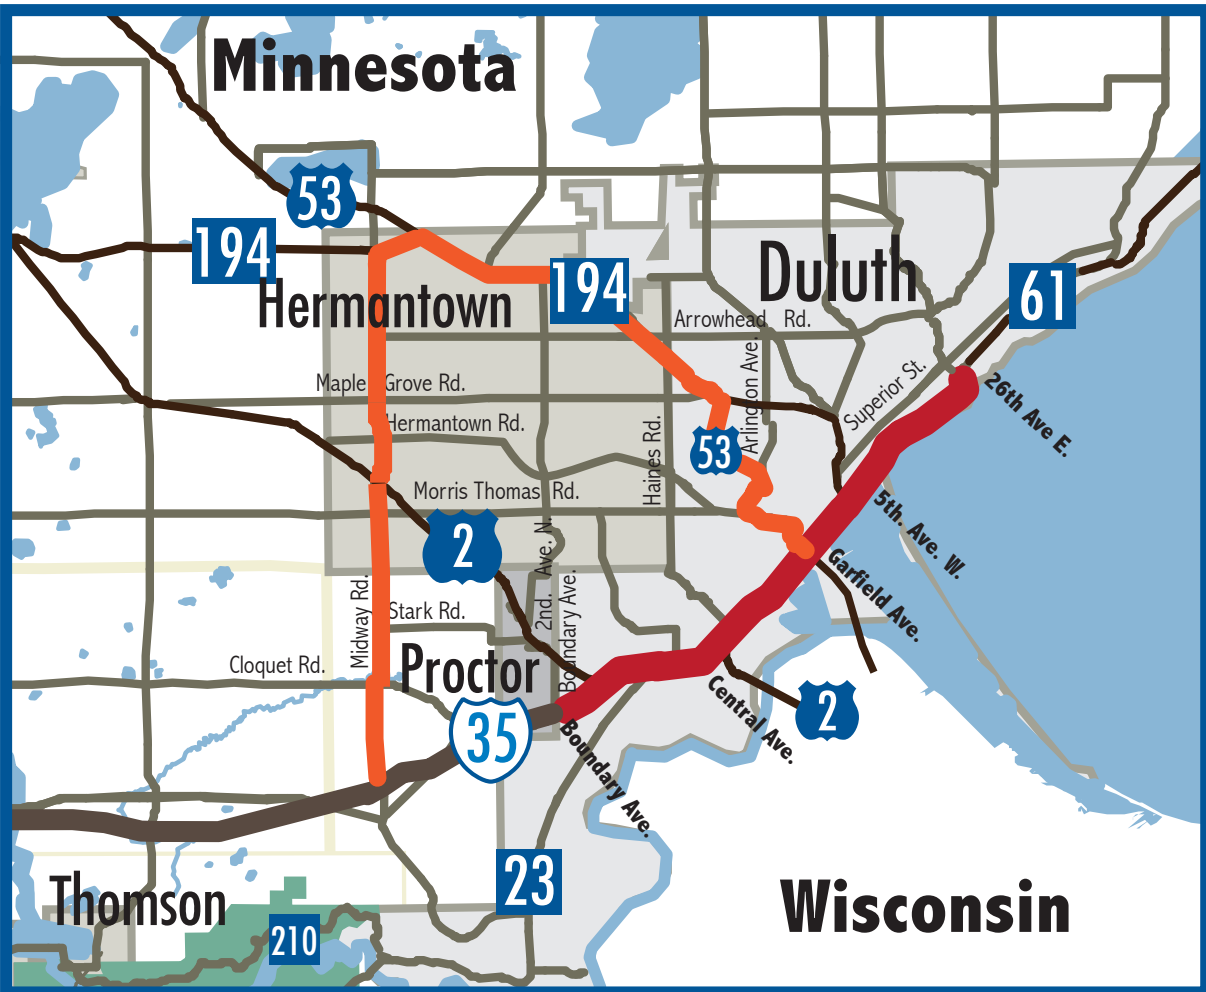 Minnesota
53
194
Hermantown
194
Duluth
61
Arrowhead Rd.
Maple Grove Rd.
Arlington Ave.
Superior St.
26th Ave E.
Hermantown Rd.
Haines Rd.
53
Morris Thomas Rd.
5th. Ave. W.
2
2nd. Ave. N.
Garfield Ave.
Midway Rd.
Stark Rd.
Boundary Ave.
Cloquet Rd.
Proctor
Central Ave.
2
35
Boundary Ave.
23
Thomson
210
Wisconsin